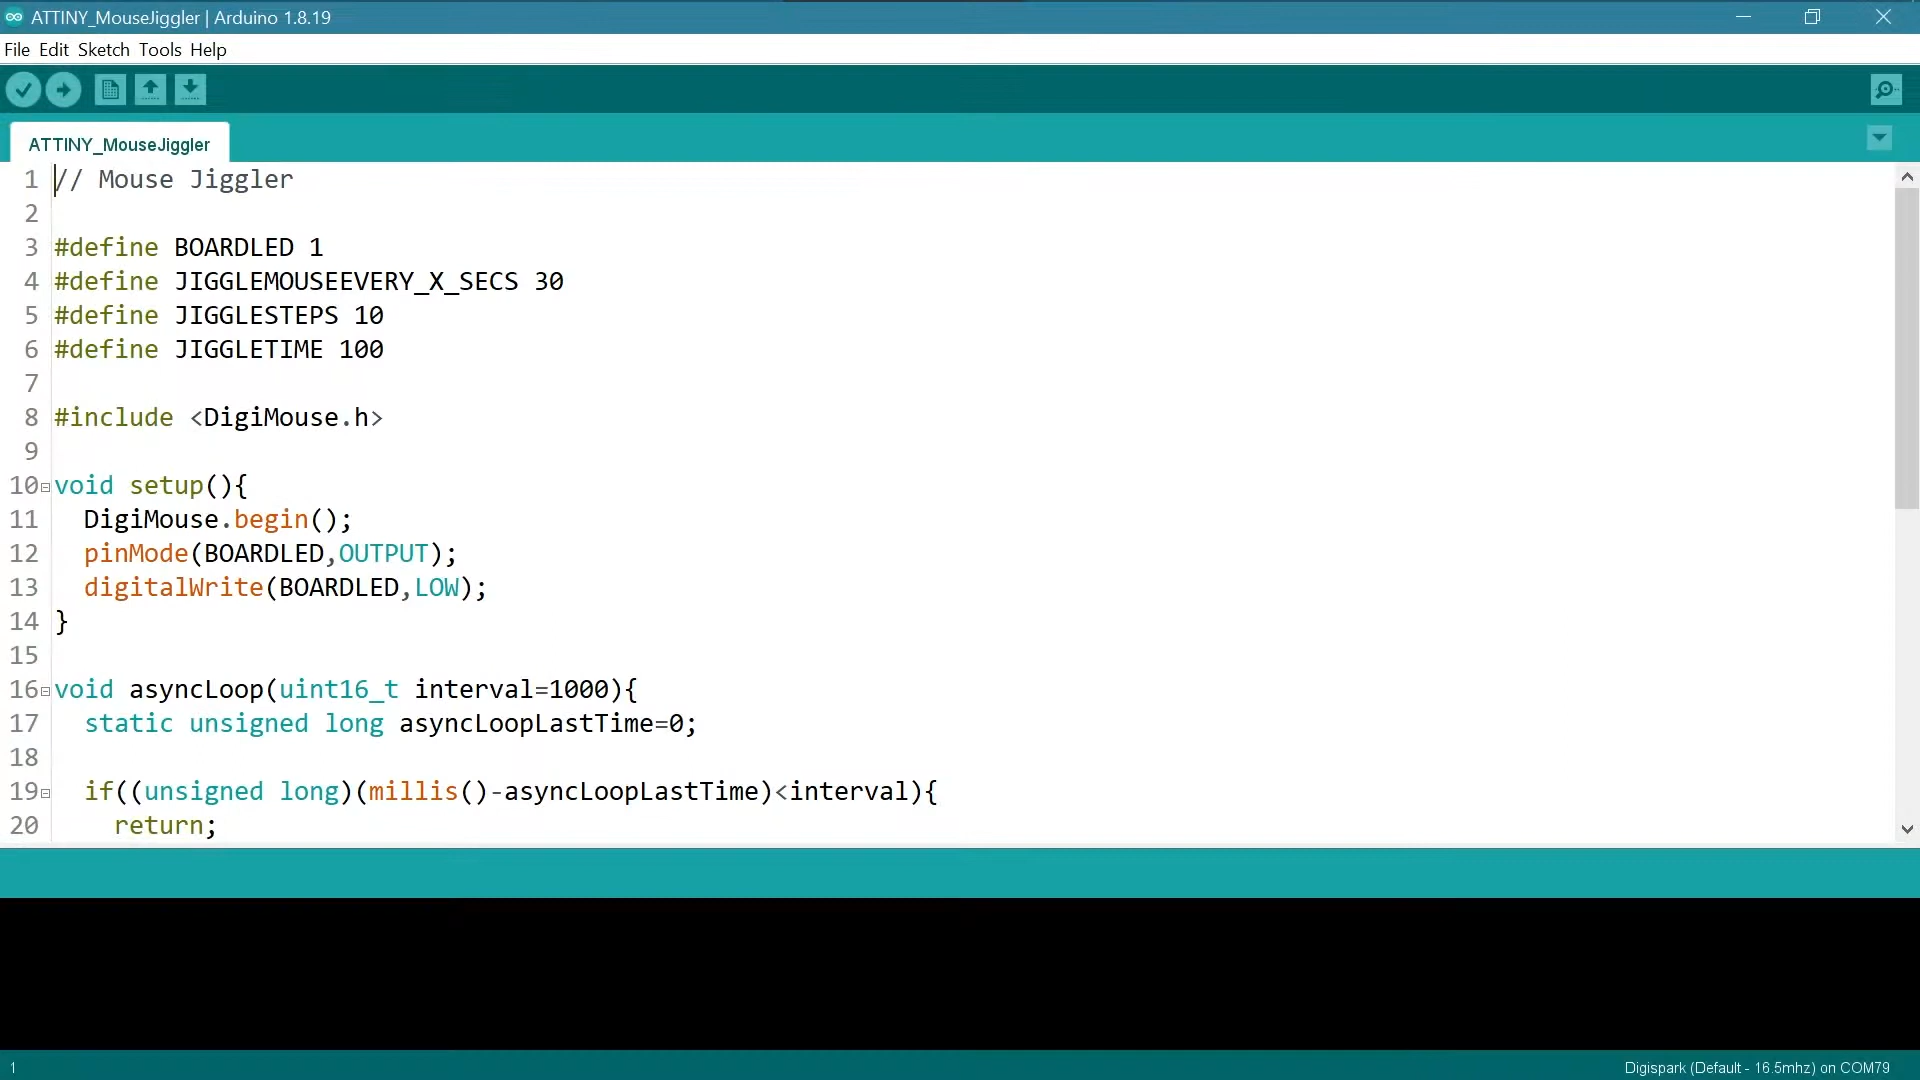 ATTINY_MouseJiggler | Arduino 1.8.19
File Edit Sketch Tools Help
ATTINY_MouseJiggler
1 // Mouse Jiggler
2
3 #define BOARDLED 1
4 #define JIGGLEMOUSEEVERY_X_SECS 30
5 #define JIGGLESTEPS 10
6 #define JIGGLETIME 100
7
8 #include <DigiMouse.h>
9
10 void setup(){
11 DigiMouse.begin();
12 pinMode(BOARDLED,OUTPUT);
13 digitalWrite(BOARDLED,LOW);
14 }
15
16 void asyncLoop(uint16_t interval=1000){
17 static unsigned long asyncLoopLastTime=0;
18
19 if((unsigned long)(millis()-asyncLoopLastTime)<interval){
20 return;
1
Digispark (Default - 16.5mhz) on COM79